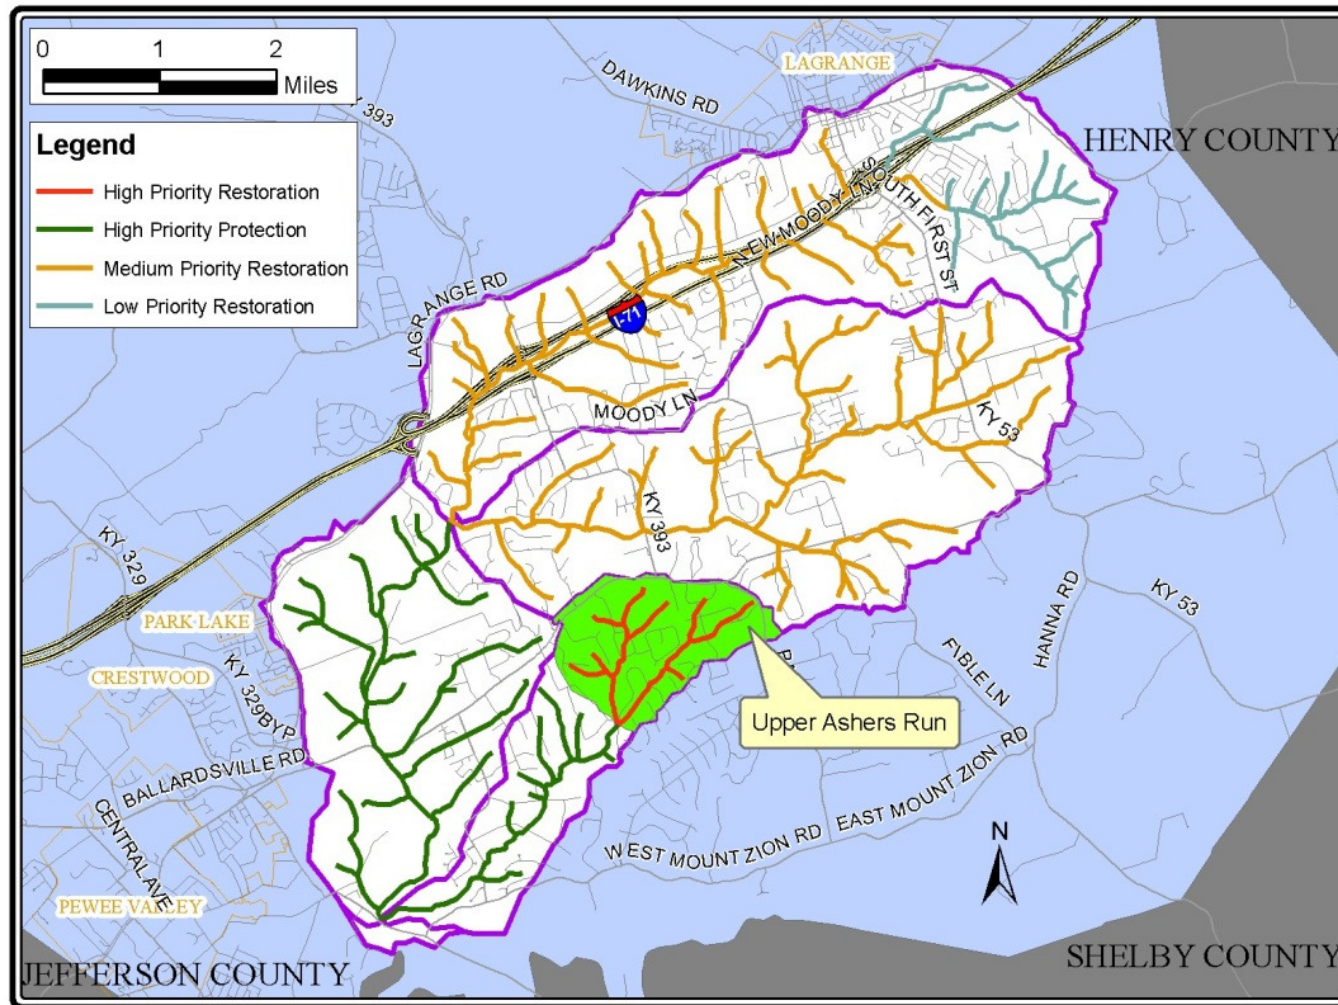 0 1 2
Miles
Legend
High Priority Restoration
High Priority Protection
Medium Priority Restoration
Low Priority Restoration
393
DAWKINS RD
LAGRANGE
HENRY COUNTY
NEW MOODY LN
SOUTH FIRST ST
LAGRANGE RD
I-71
MOODY LN
KY 53
KY 393
KY 329
PARK LAKE
CRESTWOOD
KY 329BYP
BALLARDSVILLE RD
CENTRAL AVE
PEWEE VALLEY
Upper Ashers Run
FIBLE LN
HANNA RD
KY 53
WEST MOUNT ZION RD
EAST MOUNT ZION RD
N
JEFFERSON COUNTY
SHELBY COUNTY